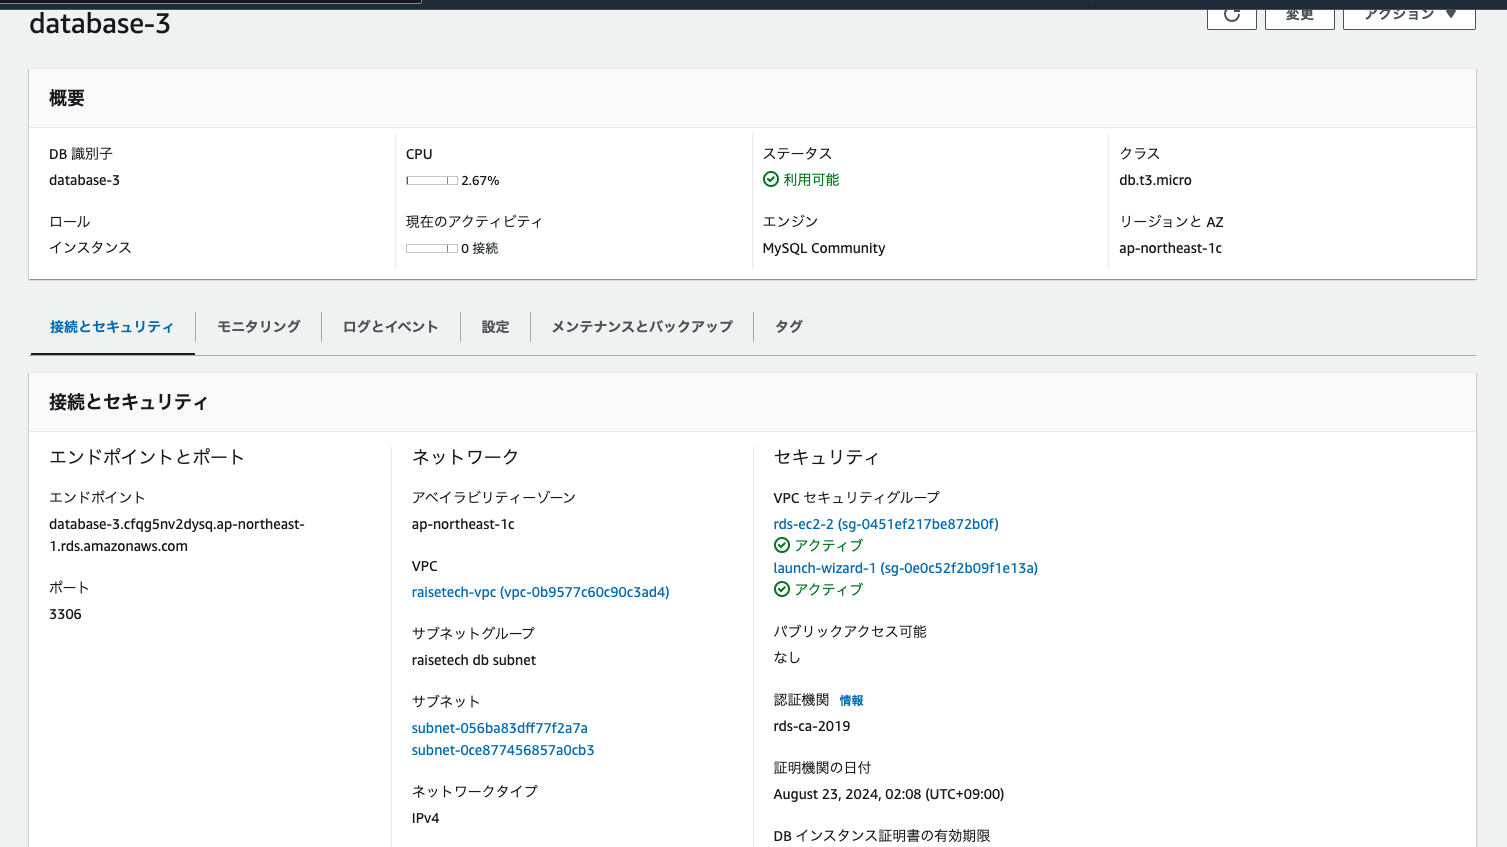 database-3
変更
アクション
概要
DB 識別子
database-3
ロール
インスタンス
CPU
2.67%
現在のアクティビティ
0 接続
ステータス
利用可能
エンジン
MySQL Community
クラス
db.t3.micro
リージョンと AZ
ap-northeast-1c
接続とセキュリティ
モニタリング
ログとイベント
設定
メンテナンスとバックアップ
タグ
接続とセキュリティ
エンドポイントとポート
エンドポイント
database-3.cfqg5nv2dysq.ap-northeast-
1.rds.amazonaws.com
ポート
3306
ネットワーク
アベイラビリティーゾーン
ap-northeast-1c
VPC
raisetech-vpc (vpc-0b9577c60c90c3ad4)
サブネットグループ
raisetech db subnet
サブネット
subnet-056ba83dff77f2a7a
subnet-0ce877456857a0cb3
ネットワークタイプ
IPv4
セキュリティ
VPC セキュリティグループ
rds-ec2-2 (sg-0451ef217be872b0f)
アクティブ
launch-wizard-1 (sg-0e0c52f2b09f1e13a)
アクティブ
パブリックアクセス可能
なし
認証機関 情報
rds-ca-2019
証明機関の日付
August 23, 2024, 02:08 (UTC+09:00)
DB インスタンス証明書の有効期限